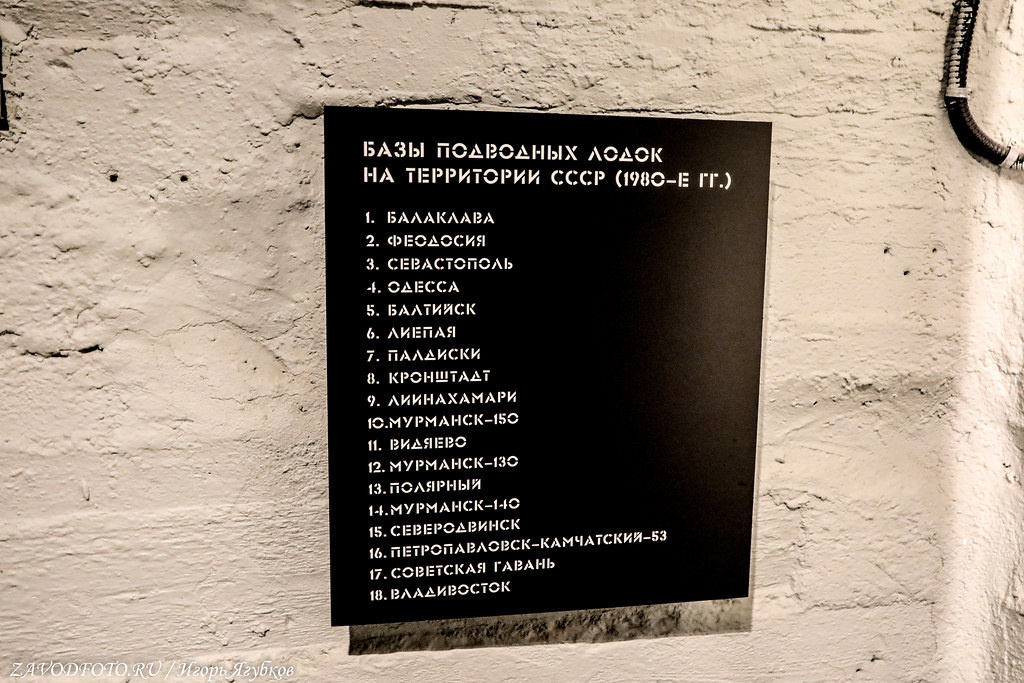 БАЗЫ ПОДВОДНЫХ ЛОДОК
НА ТЕРРИТОРИИ СССР (1980-Е ГГ.)
1. БАЛАКЛАВА
2. ФЕОДОСИЯ
3. СЕВАСТОПОЛЬ
4. ОДЕССА
5. БАЛТИЙСК
6. ЛИЕПАЯ
7. ПАЛДИСКИ
8. КРОНШТАДТ
9. ЛИИНАХАМАРИ
10.МУРМАНСК-150
11. ВИДЯЕВО
12. МУРМАНСК-130
13. ПОЛЯРНЫЙ
14.МУРМАНСК-140
15. СЕВЕРОДВИНСК
16. ПЕТРОПАВЛОВСК-КАМЧАТСКИЙ-53
17. СОВЕТСКАЯ ГАВАНЬ
18. ВЛАДИВОСТОК
ZAVODFOTO.RU / Игорь Ягубков